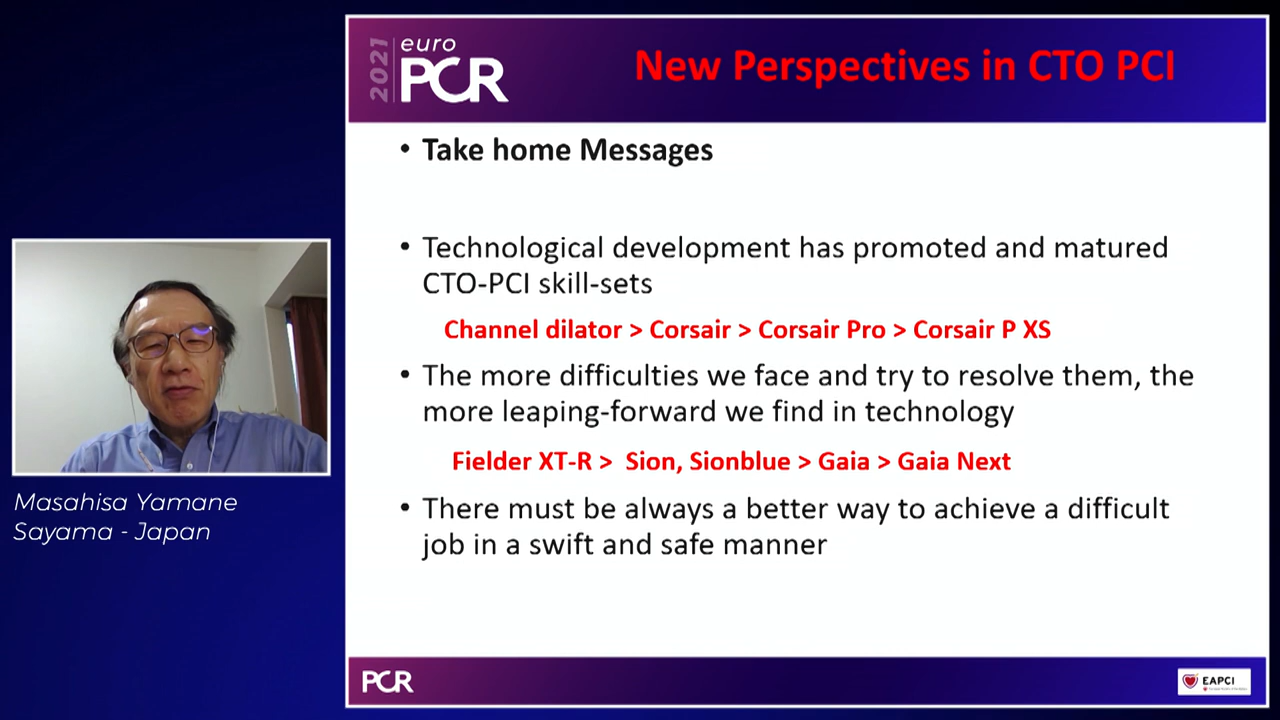 2021
euro
PCR
New Perspectives in CTO PCI
• Take home Messages
• Technological development has promoted and matured
CTO-PCI skill-sets
Channel dilator > Corsair > Corsair Pro > Corsair P XS
• The more difficulties we face and try to resolve them, the
more leaping-forward we find in technology
Fielder XT-R > Sion, Sionblue > Gaia > Gaia Next
• There must be always a better way to achieve a difficult
job in a swift and safe manner
Masahisa Yamane
Sayama - Japan
PCR
EAPCI